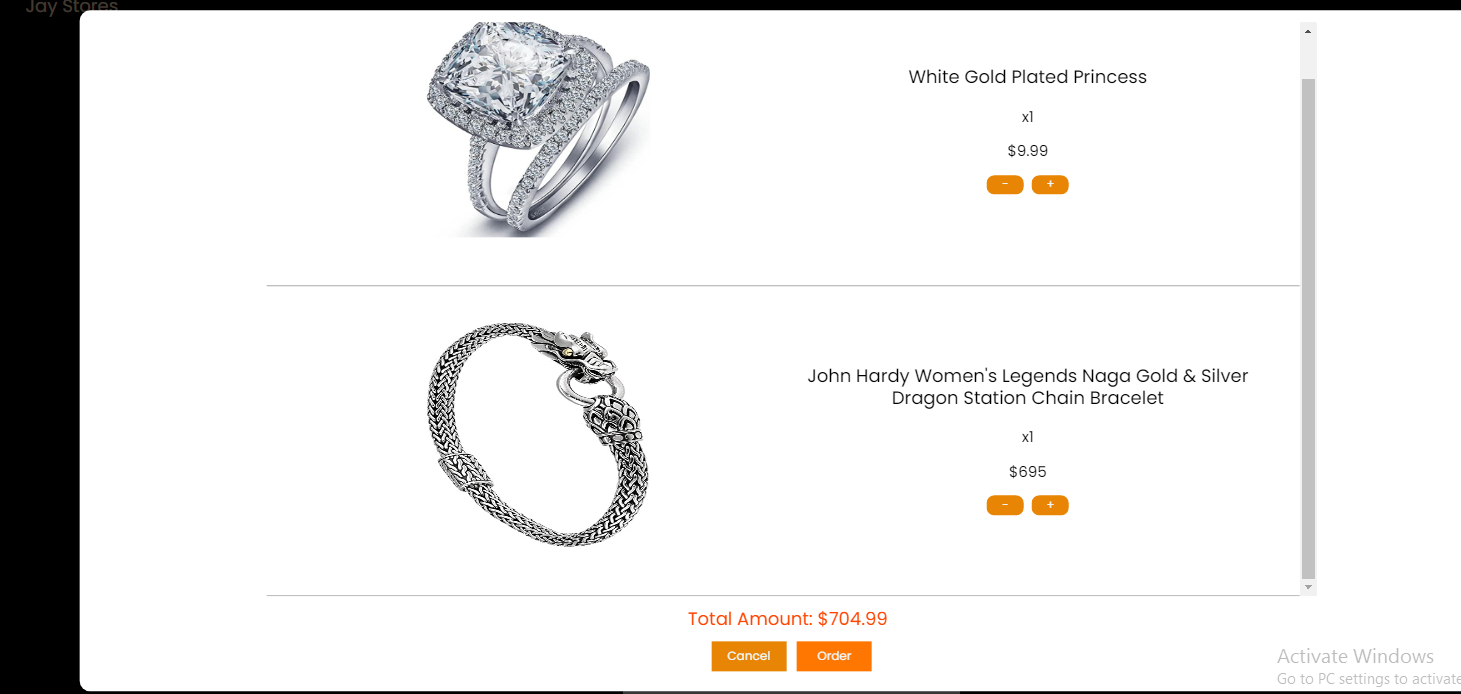 Jay Stores
White Gold Plated Princess
x1
$9.99
- +
John Hardy Women's Legends Naga Gold & Silver
Dragon Station Chain Bracelet
x1
$695
- +
Total Amount: $704.99
Cancel Order
Activate Windows
Go to PC settings to activate